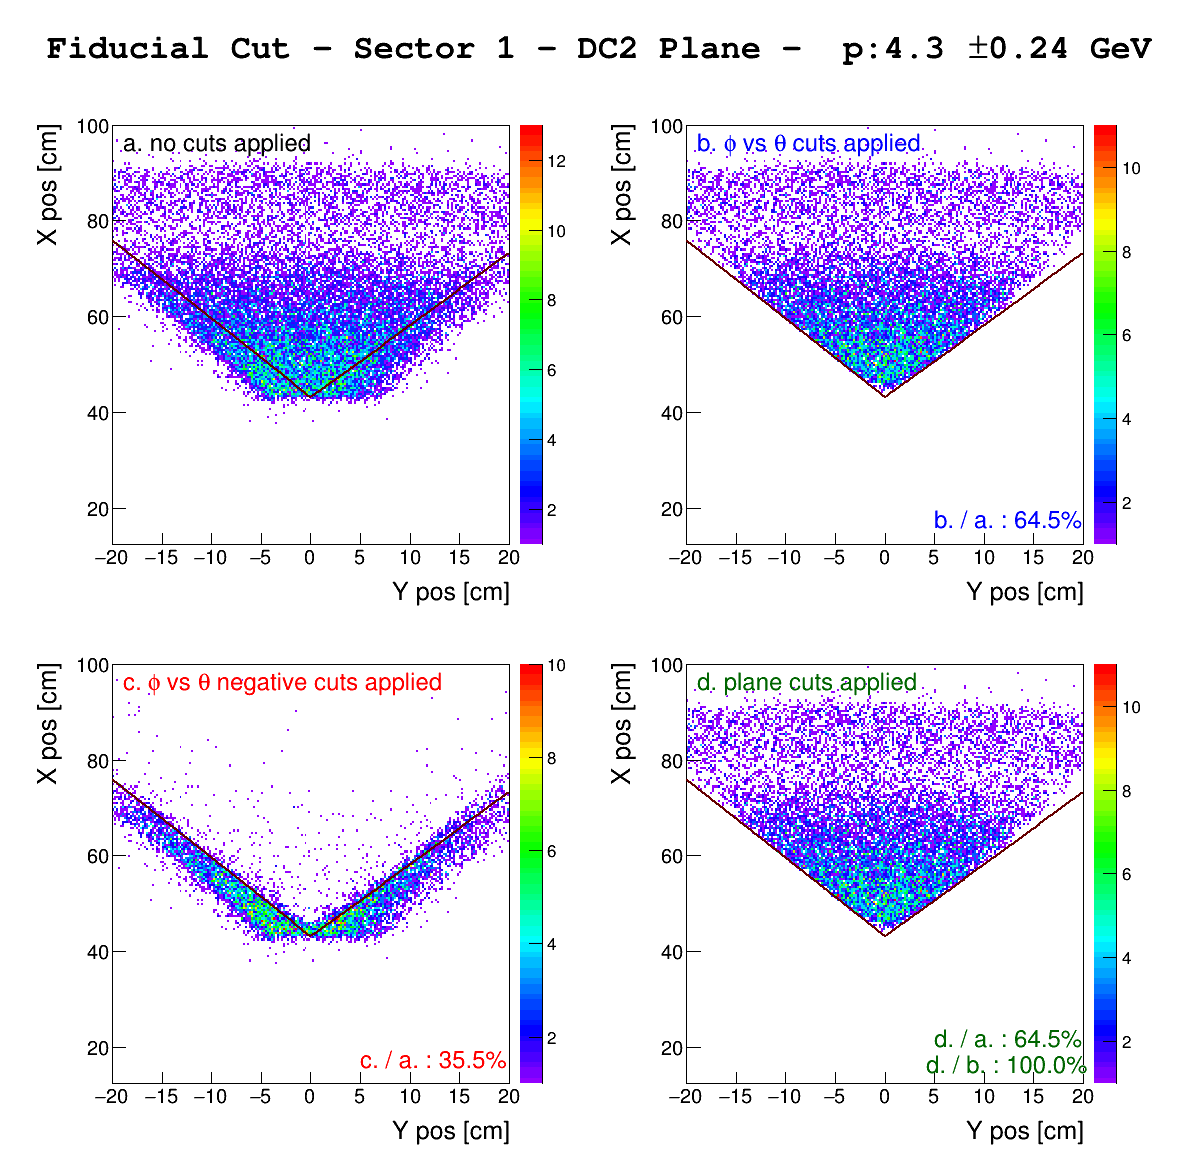 Fiducial Cut – Sector 1 – DC2 Plane – p:4.3 ±0.24 GeV
a. no cuts applied
X pos [cm]
100
80
60
40
20
−20 −15 −10 −5 0 5 10 15 20
Y pos [cm]
12
10
8
6
4
2
b. ϕ vs θ cuts applied
X pos [cm]
100
80
60
40
20
b. / a. : 64.5%
−20 −15 −10 −5 0 5 10 15 20
Y pos [cm]
10
8
6
4
2
c. ϕ vs θ negative cuts applied
X pos [cm]
100
80
60
40
20
c. / a. : 35.5%
−20 −15 −10 −5 0 5 10 15 20
Y pos [cm]
10
8
6
4
2
d. plane cuts applied
X pos [cm]
100
80
60
40
20
d. / a. : 64.5%
d. / b. : 100.0%
−20 −15 −10 −5 0 5 10 15 20
Y pos [cm]
10
8
6
4
2